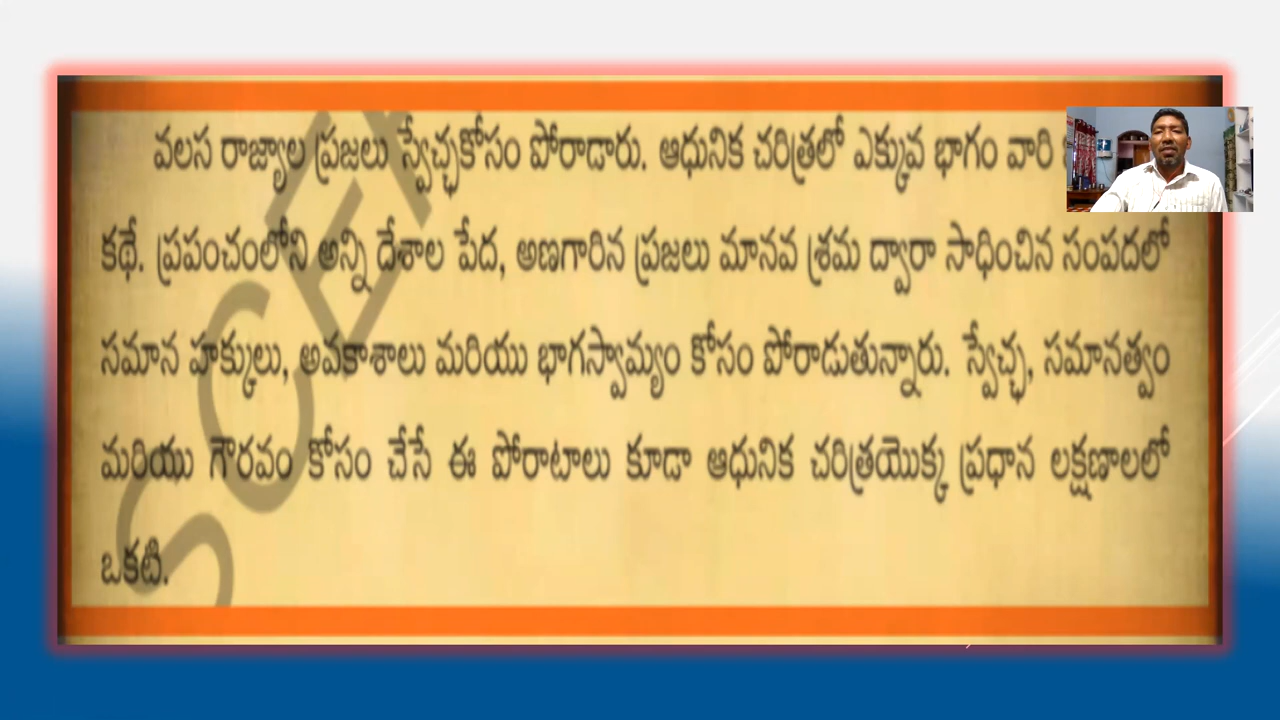 వలస రాజ్యాల ప్రజలు స్వేచ్ఛకోసం పోరాడారు. ఆధునిక చరిత్రలో ఎక్కువ భాగం వారి
కథే. ప్రపంచంలోని అన్ని దేశాల పేద, అణగారిన ప్రజలు మానవ శ్రమ ద్వారా సాధించిన సంపదలో
సమాన హక్కులు, అవకాశాలు మరియు భాగస్వామ్యం కోసం పోరాడుతున్నారు. స్వేచ్ఛ, సమానత్వం
మరియు గౌరవం కోసం చేసే ఈ పోరాటాలు కూడా ఆధునిక చరిత్రయొక్క ప్రధాన లక్షణాలలో
ఒకటి.